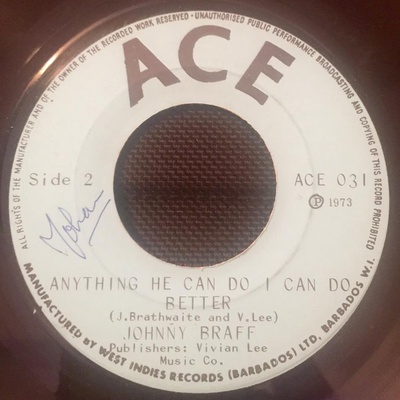 ALL RIGHTS OF THE MANUFACTURER AND OF THE OWNER OF THE RECORDED WORK RESERVED - UNAUTHORISED PUBLIC PERFORMANCE BROADCASTING AND COPYING OF THIS RECORD PROHIBITED
ACE
Side 2
ACE 031
Ⓟ 1973
ANYTHING HE CAN DO I CAN DO
BETTER
(J.Brathwaite and V.Lee)
JOHNNY BRAFF
Publishers: Vivian Lee
Music Co.
MANUFACTURED BY WEST INDIES RECORDS (BARBADOS) LTD. BARBADOS W.I.